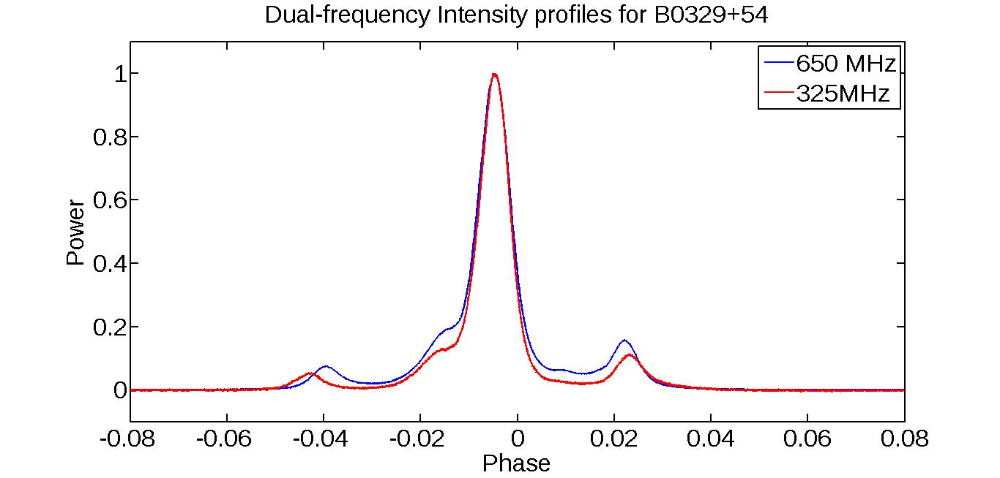 Dual-frequency Intensity profiles for B0329+54
650 MHz
325MHz
1
0.8
0.6
0.4
0.2
0
Power
-0.08 -0.06 -0.04 -0.02 0 0.02 0.04 0.06 0.08
Phase